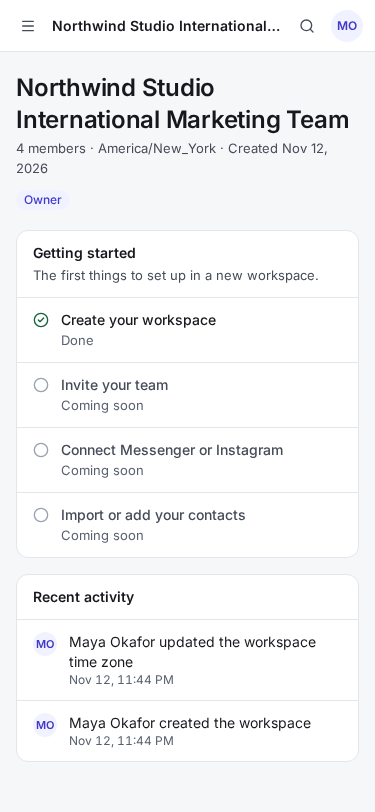 Northwind Studio International...
MO
Northwind Studio
International Marketing Team
4 members · America/New_York · Created Nov 12,
2026
Owner
Getting started
The first things to set up in a new workspace.
Create your workspace
Done
Invite your team
Coming soon
Connect Messenger or Instagram
Coming soon
Import or add your contacts
Coming soon
Recent activity
MO
Maya Okafor updated the workspace
time zone
Nov 12, 11:44 PM
MO
Maya Okafor created the workspace
Nov 12, 11:44 PM